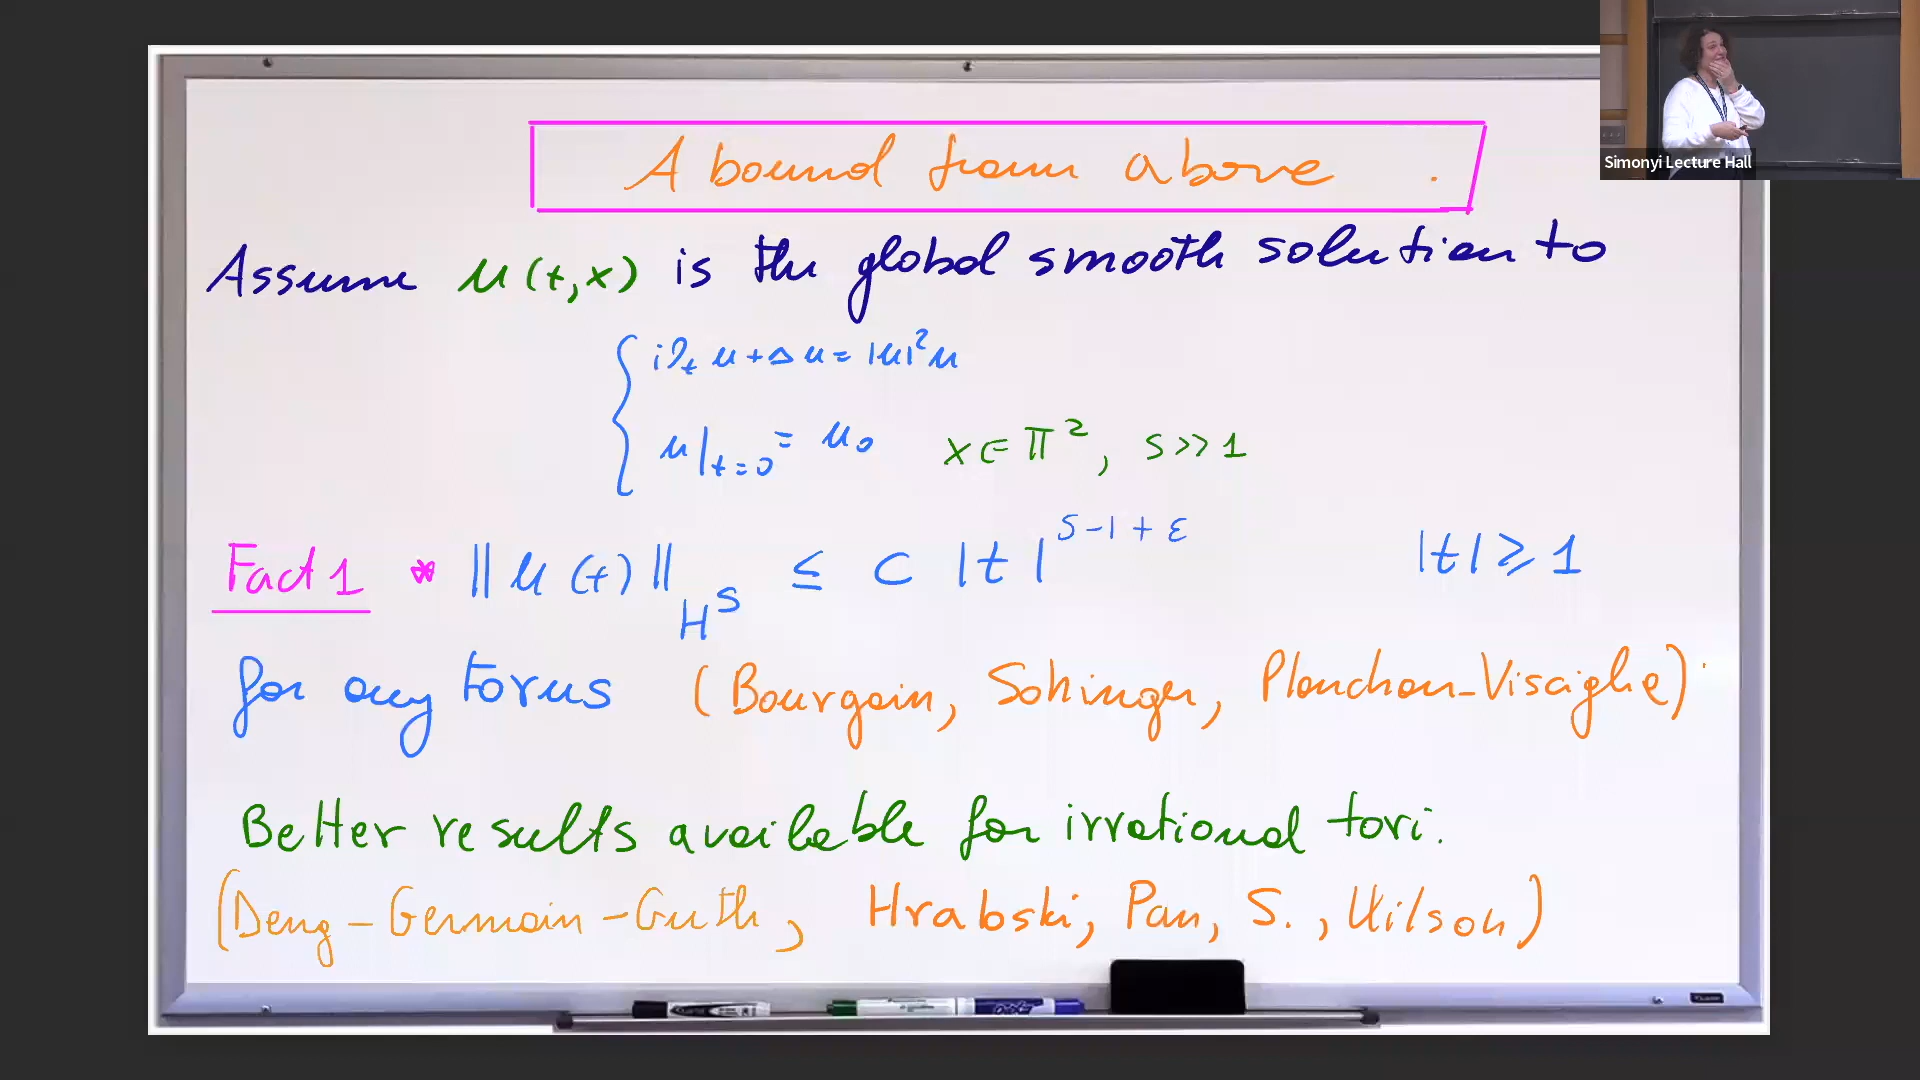 A bound from above.
Simonyi Lecture Hall
Assume u(t,x) is the global smooth solution to
i∂ₜu + Δu = |u|²u
u|ₜ₌₀ = u₀ x ∈ 𝕋², s >> 1
Fact 1 * ‖u(t)‖_{H^S} ≤ C |t|^{S-1+ε} |t| ≥ 1
for any torus (Bourgain, Sohinger, Planchon-Visciglie)
Better results available for irrational tori.
(Deng-Germain-Guth, Hrabski, Pan, S., Wilson)